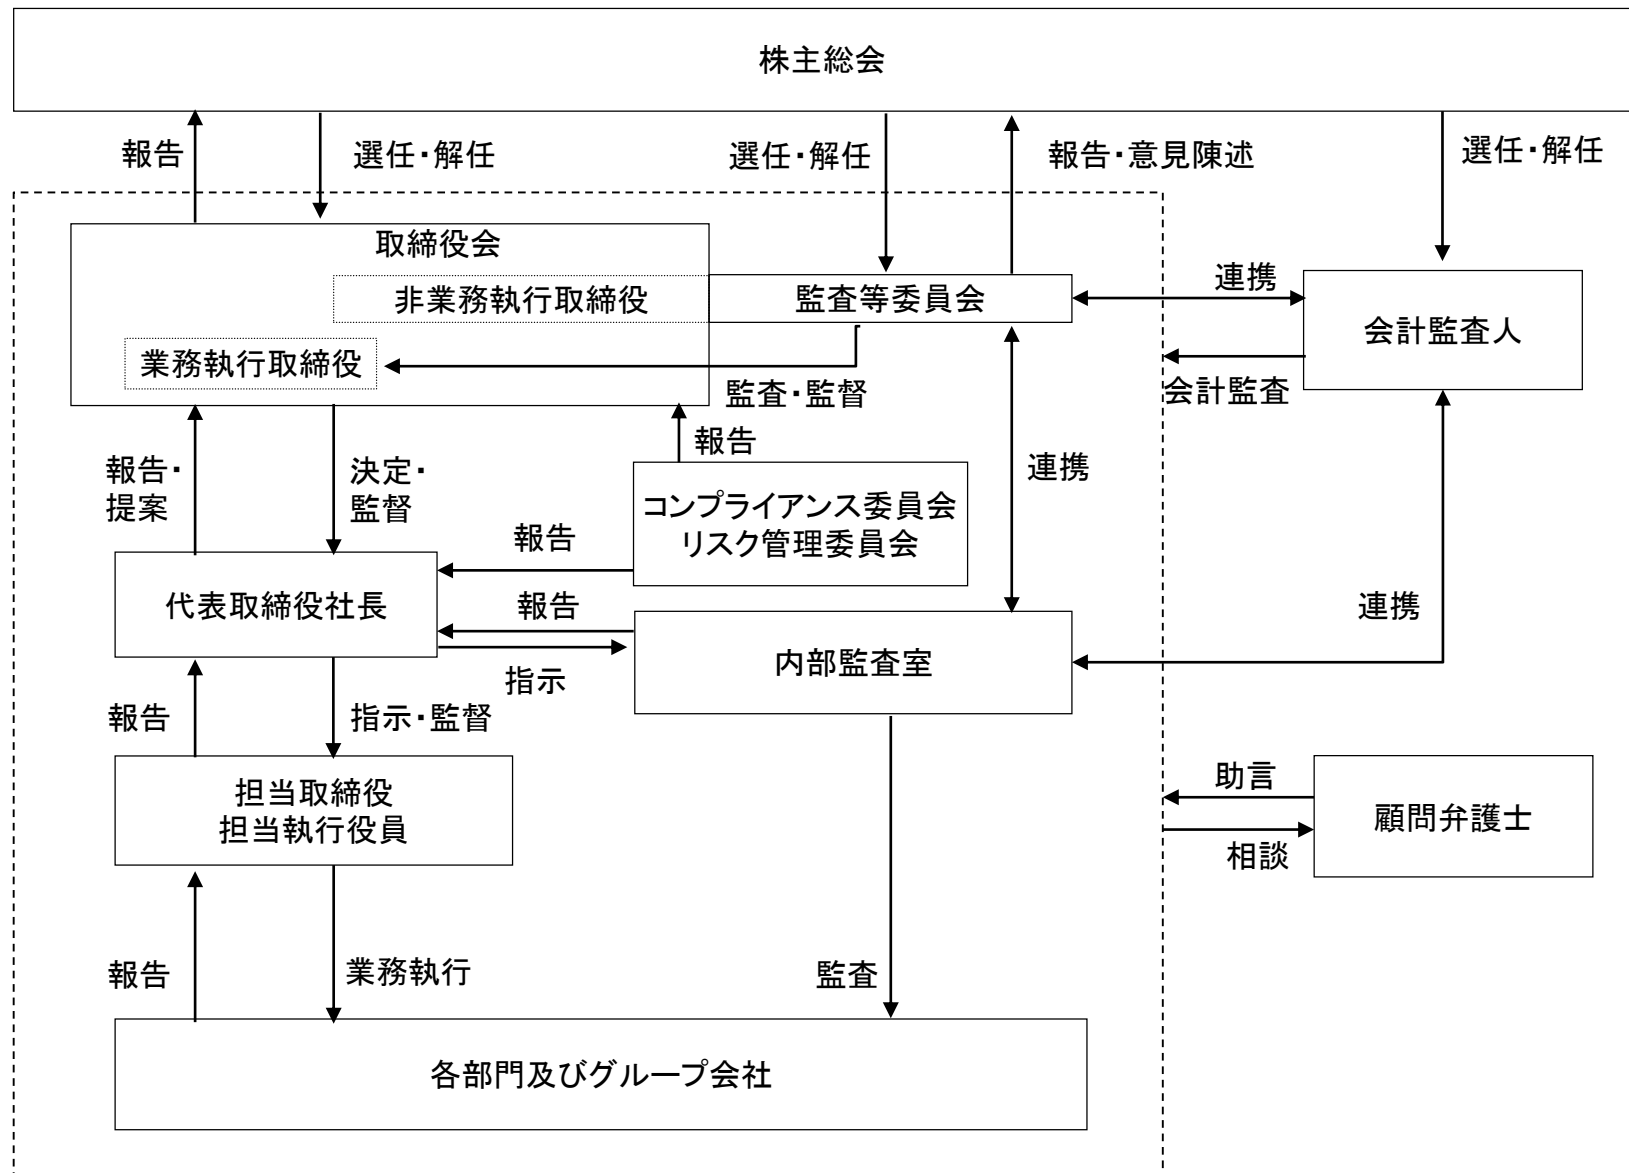 株主総会
報告
選任・解任
選任・解任
報告・意見陳述
選任・解任
取締役会
非業務執行取締役
監査等委員会
連携
会計監査人
業務執行取締役
監査・監督
会計監査
報告
報告・
提案
決定・
監督
連携
コンプライアンス委員会
リスク管理委員会
報告
代表取締役社長
報告
指示
内部監査室
連携
報告
指示・監督
担当取締役
担当執行役員
助言
顧問弁護士
相談
報告
業務執行
監査
各部門及びグループ会社